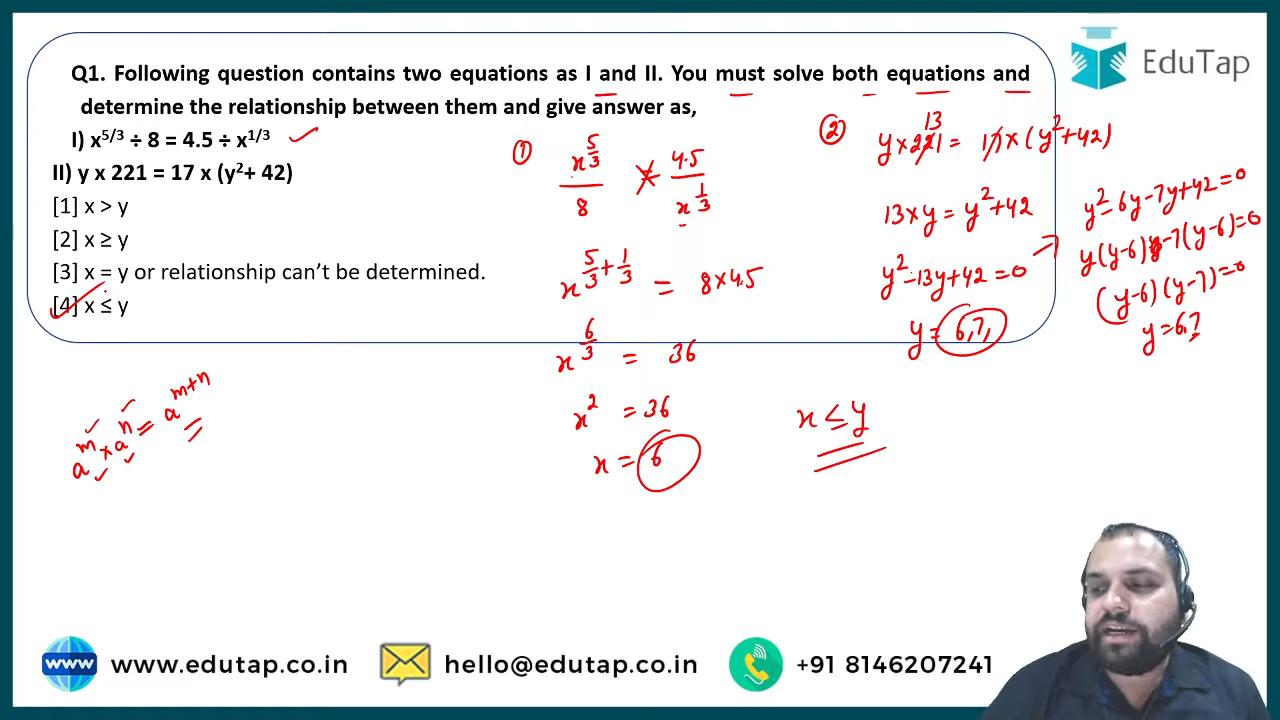 EduTap
Q1. Following question contains two equations as I and II. You must solve both equations and
determine the relationship between them and give answer as,
I) x^5/3 ÷ 8 = 4.5 ÷ x^1/3
II) y x 221 = 17 x (y²+ 42)
[1] x > y
[2] x ≥ y
[3] x = y or relationship can’t be determined.
[4] x ≤ y
①
x^5/3 / 8 = 4.5 / x^1/3
x^5/3 + 1/3 = 8 × 4.5
x^6/3 = 36
x² = 36
x = 6
②
13
y × 221 = 17 × (y² + 42)
13 × y = y² + 42
y² - 13y + 42 = 0
y = 6, 7,
y² - 6y - 7y + 42 = 0
y(y-6) - 7(y-6) = 0
(y-6)(y-7) = 0
y = 6, 7
x ≤ y
a^m × a^n = a^m+n
www
www.edutap.co.in
hello@edutap.co.in
+91 8146207241